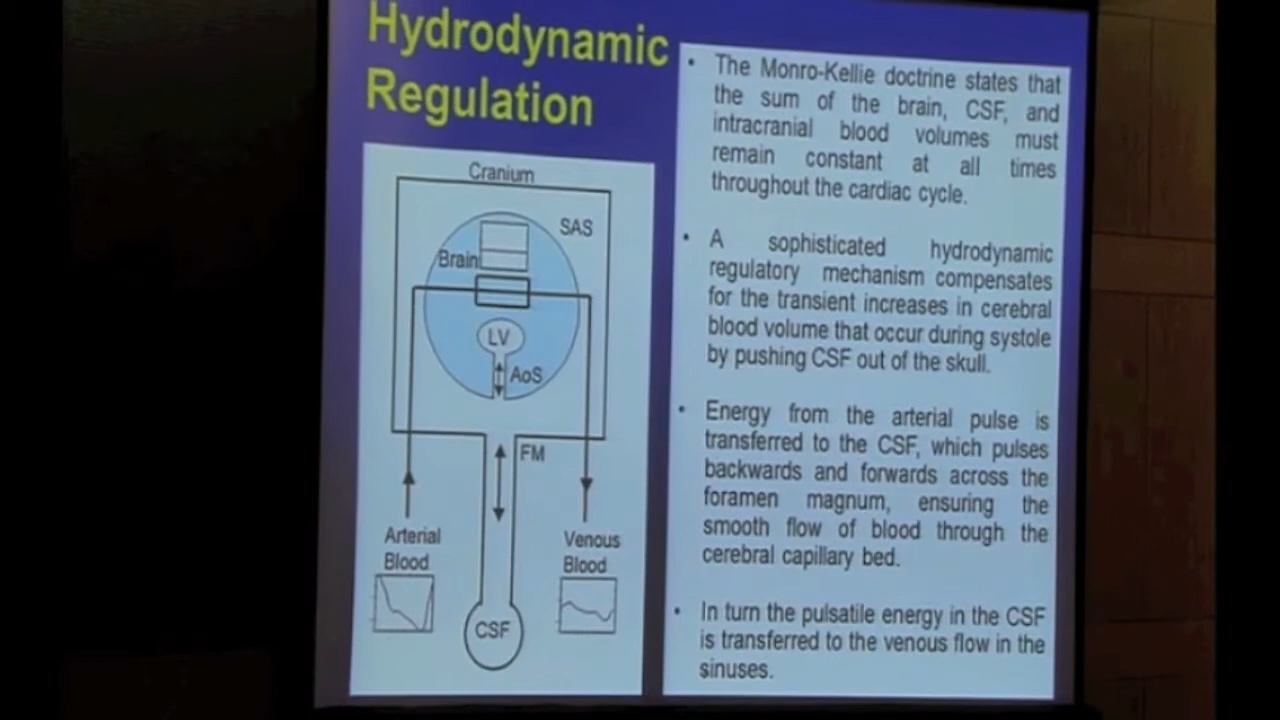 Hydrodynamic
Regulation
Cranium
SAS
Brain
LV
AoS
FM
Arterial
Blood
Venous
Blood
CSF
• The Monro-Kellie doctrine states that
the sum of the brain, CSF, and
intracranial blood volumes must
remain constant at all times
throughout the cardiac cycle.
• A sophisticated hydrodynamic
regulatory mechanism compensates
for the transient increases in cerebral
blood volume that occur during systole
by pushing CSF out of the skull.
• Energy from the arterial pulse is
transferred to the CSF, which pulses
backwards and forwards across the
foramen magnum, ensuring the
smooth flow of blood through the
cerebral capillary bed.
• In turn the pulsatile energy in the CSF
is transferred to the venous flow in the
sinuses.